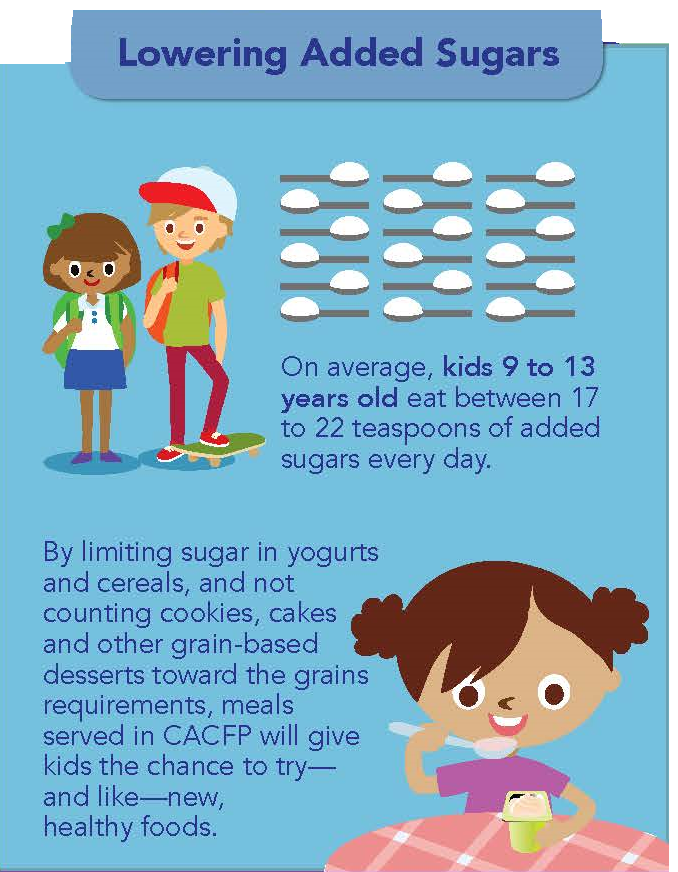 Lowering Added Sugars
On average, kids 9 to 13
years old eat between 17
to 22 teaspoons of added
sugars every day.
By limiting sugar in yogurts
and cereals, and not
counting cookies, cakes
and other grain-based
desserts toward the grains
requirements, meals
served in CACFP will give
kids the chance to try—
and like—new,
healthy foods.